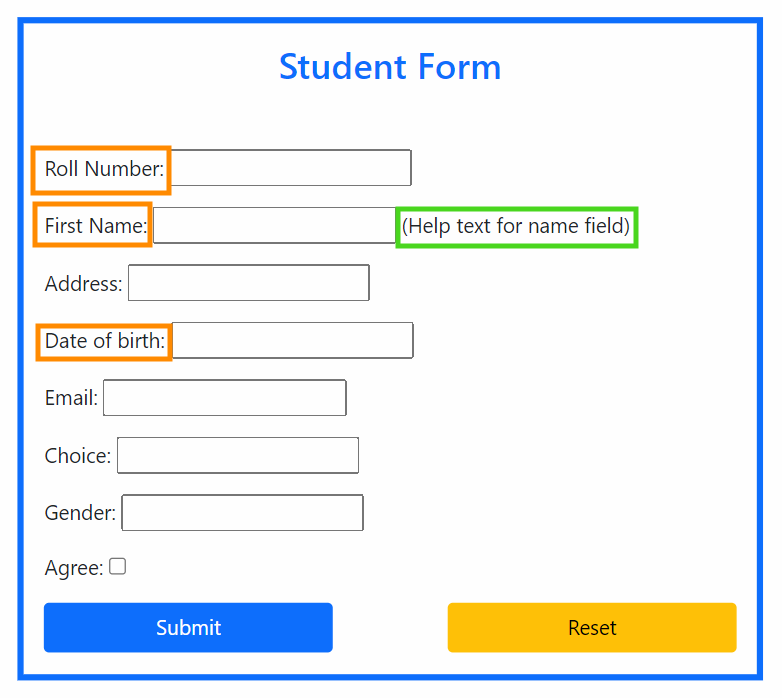 Student Form
Roll Number:
First Name: (Help text for name field)
Address:
Date of birth:
Email:
Choice:
Gender:
Agree:
Submit Reset